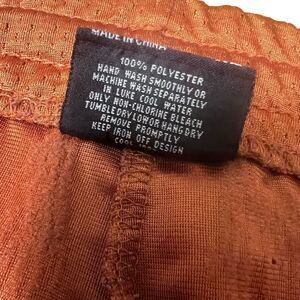 MADE IN CHINA
100% POLYESTER
HAND WASH SMOOTHLY OR
MACHINE WASH SEPARATELY
IN LUKE COOL WATER
ONLY NON-CHLORINE BLEACH
TUMBLE DRY LOW OR HANG DRY
REMOVE PROMPTLY
KEEP IRON OFF DESIGN
COOL